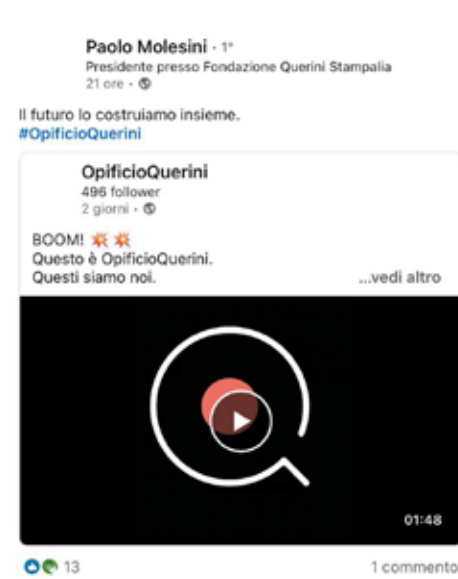 Paolo Molesini · 1°
Presidente presso Fondazione Querini Stampalia
21 ore ·
Il futuro lo costruiamo insieme.
#OpificioQuerini
OpificioQuerini
496 follower
2 giorni ·
BOOM! 💥 💥
Questo è OpificioQuerini.
Questi siamo noi.
...vedi altro
01:48
13
1 commento